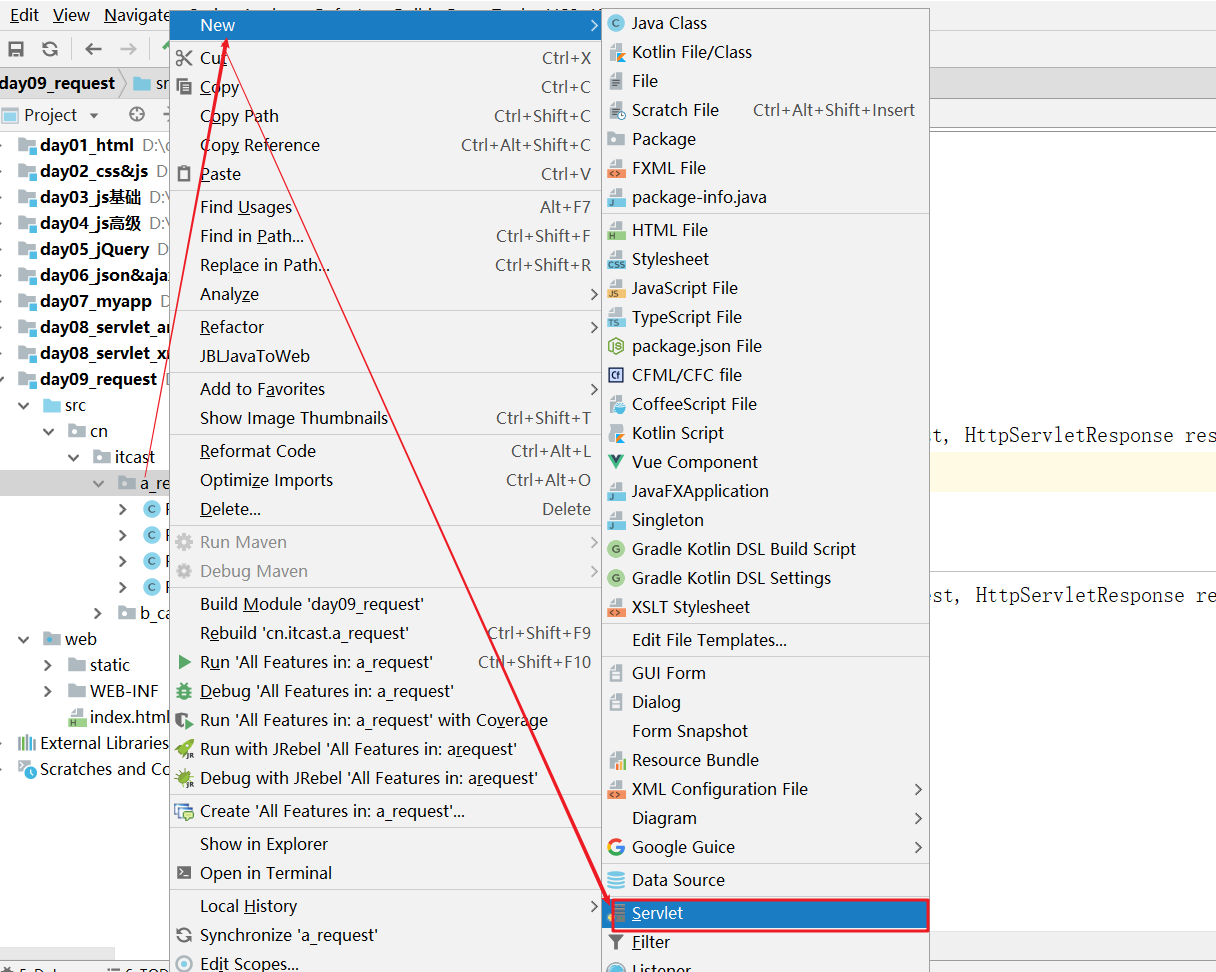 Edit View Navigate
day09_request
Project
day01_html
day02_css&js
day03_js基础
day04_js高级
day05_jQuery
day06_json&aja
day07_myapp
day08_servlet_a
day08_servlet_x
day09_request
src
cn
itcast
a_re
b_ca
web
static
WEB-INF
index.html
External Libraries
Scratches and Co
New
Cut Ctrl+X
Copy Ctrl+C
Copy Path Ctrl+Shift+C
Copy Reference Ctrl+Alt+Shift+C
Paste Ctrl+V
Find Usages Alt+F7
Find in Path... Ctrl+Shift+F
Replace in Path... Ctrl+Shift+R
Analyze
Refactor
JBLJavaToWeb
Add to Favorites
Show Image Thumbnails Ctrl+Shift+T
Reformat Code Ctrl+Alt+L
Optimize Imports Ctrl+Alt+O
Delete... Delete
Run Maven
Debug Maven
Build Module 'day09_request'
Rebuild 'cn.itcast.a_request' Ctrl+Shift+F9
Run 'All Features in: a_request' Ctrl+Shift+F10
Debug 'All Features in: a_request'
Run 'All Features in: a_request' with Coverage
Run with JRebel 'All Features in: arequest'
Debug with JRebel 'All Features in: arequest'
Create 'All Features in: a_request'...
Show in Explorer
Open in Terminal
Local History
Synchronize 'a_request'
Edit Scopes...
Java Class
Kotlin File/Class
File
Scratch File Ctrl+Alt+Shift+Insert
Package
FXML File
package-info.java
HTML File
Stylesheet
JavaScript File
TypeScript File
package.json File
CFML/CFC file
CoffeeScript File
Kotlin Script
Vue Component
JavaFXApplication
Singleton
Gradle Kotlin DSL Build Script
Gradle Kotlin DSL Settings
XSLT Stylesheet
Edit File Templates...
GUI Form
Dialog
Form Snapshot
Resource Bundle
XML Configuration File
Diagram
Google Guice
Data Source
Servlet
Filter
Listener
st, HttpServletResponse res
est, HttpServletResponse re